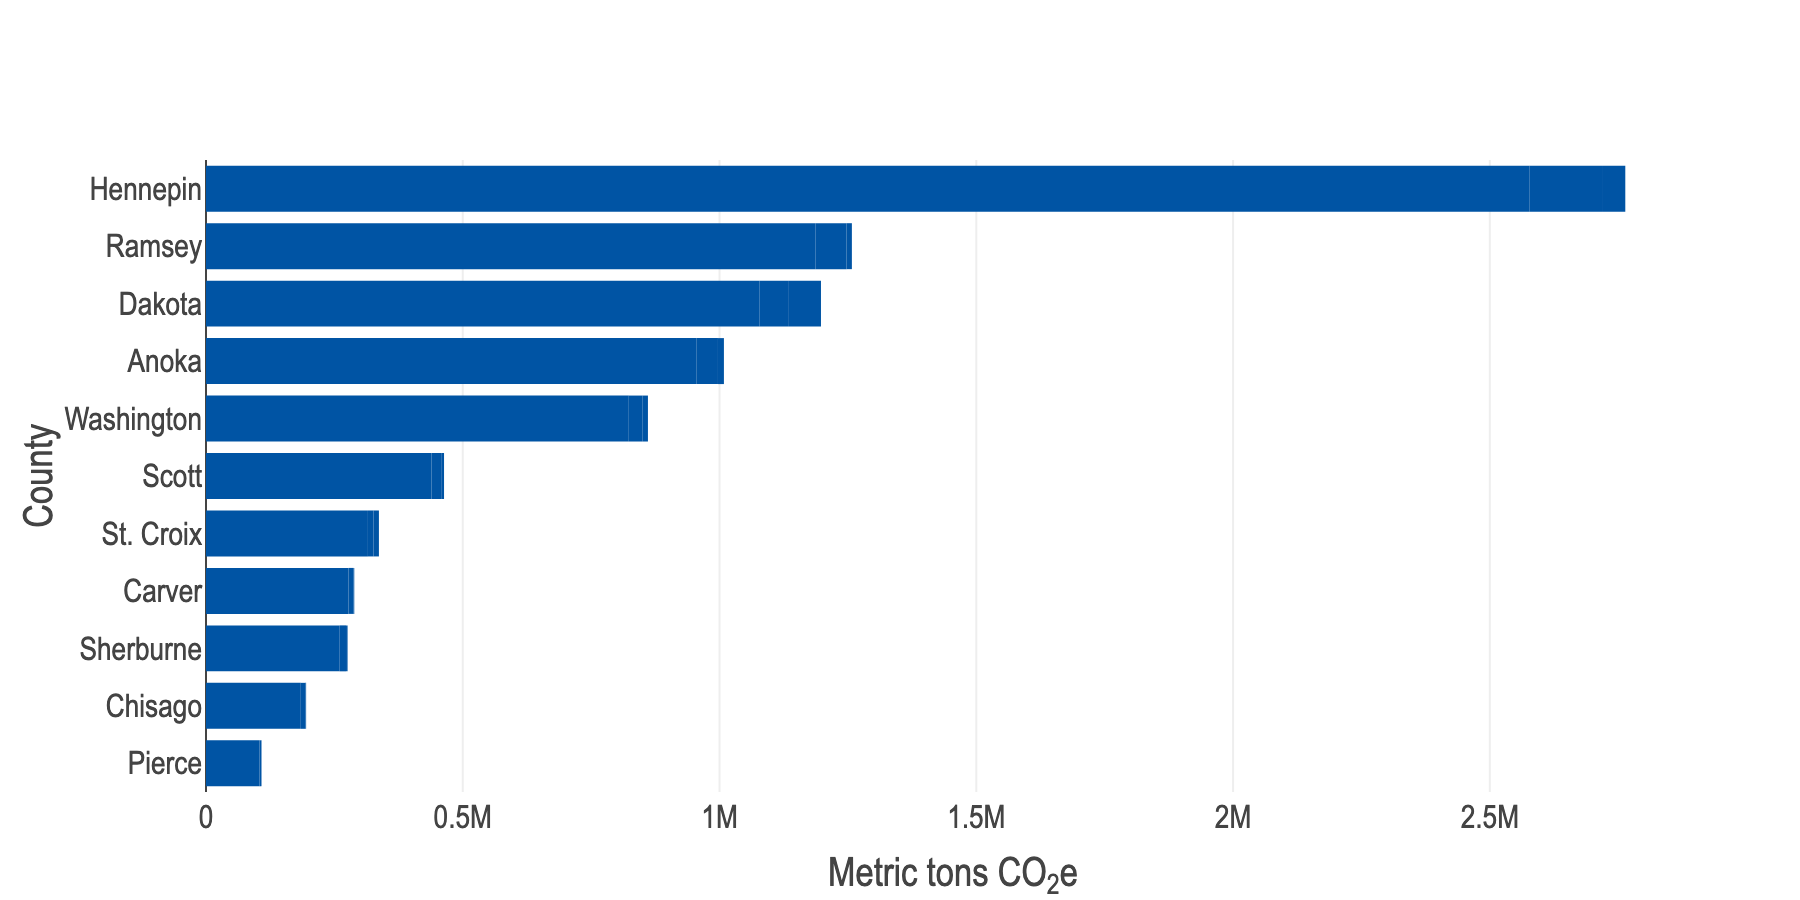 Hennepin
Ramsey
Dakota
Anoka
Washington
Scott
St. Croix
Carver
Sherburne
Chisago
Pierce
County
0 0.5M 1M 1.5M 2M 2.5M
Metric tons CO₂e